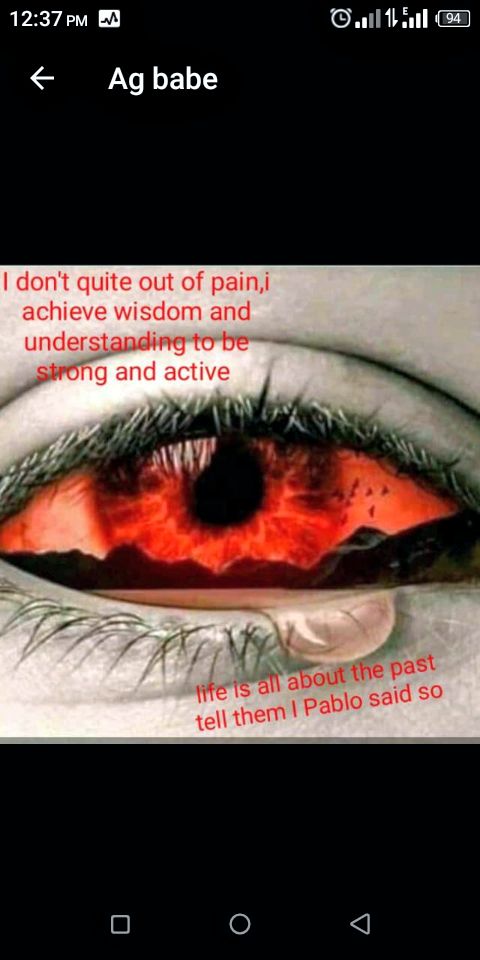 12:37 PM
E
94
Ag babe
I don't quite out of pain,i
achieve wisdom and
understanding to be
strong and active
life is all about the past
tell them I Pablo said so